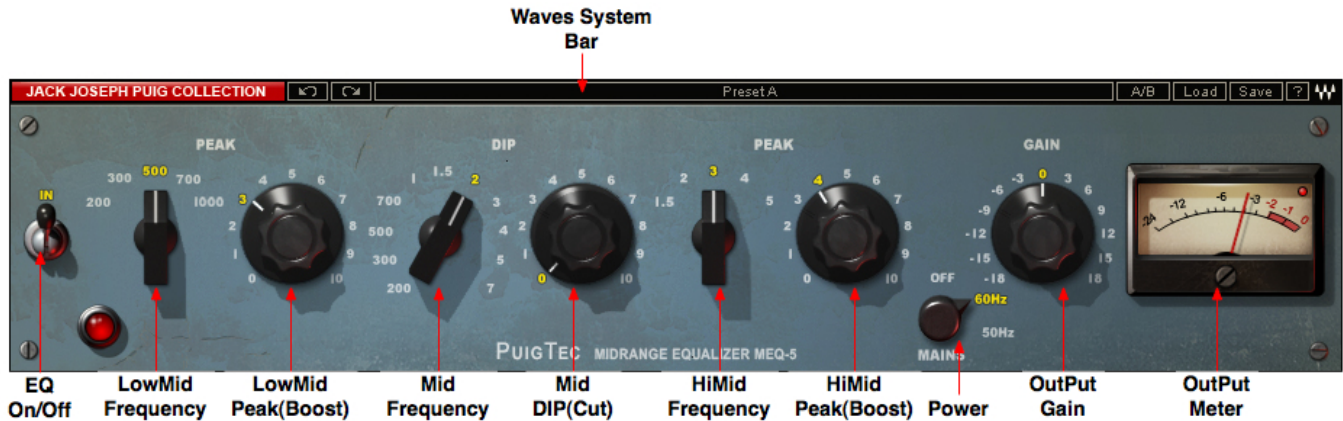 Waves System
Bar
JACK JOSEPH PUIG COLLECTION
Preset A
A/B
Load
Save
?
PEAK
DIP
PEAK
GAIN
IN
200
300
500
700
1000
0
1
2
3
4
5
6
7
8
9
10
200
300
500
700
1
1.5
2
3
4
5
7
0
1
2
3
4
5
6
7
8
9
10
1.5
2
3
4
5
0
1
2
3
4
5
6
7
8
9
10
-18
-15
-12
-9
-6
-3
0
3
6
9
12
15
18
-24
-12
-6
-3
-2
-1
0
OFF
60Hz
50Hz
MAINS
PUIGTEC MIDRANGE EQUALIZER MEQ-5
EQ
On/Off
LowMid
Frequency
LowMid
Peak(Boost)
Mid
Frequency
Mid
DIP(Cut)
HiMid
Frequency
HiMid
Peak(Boost)
Power
OutPut
Gain
OutPut
Meter